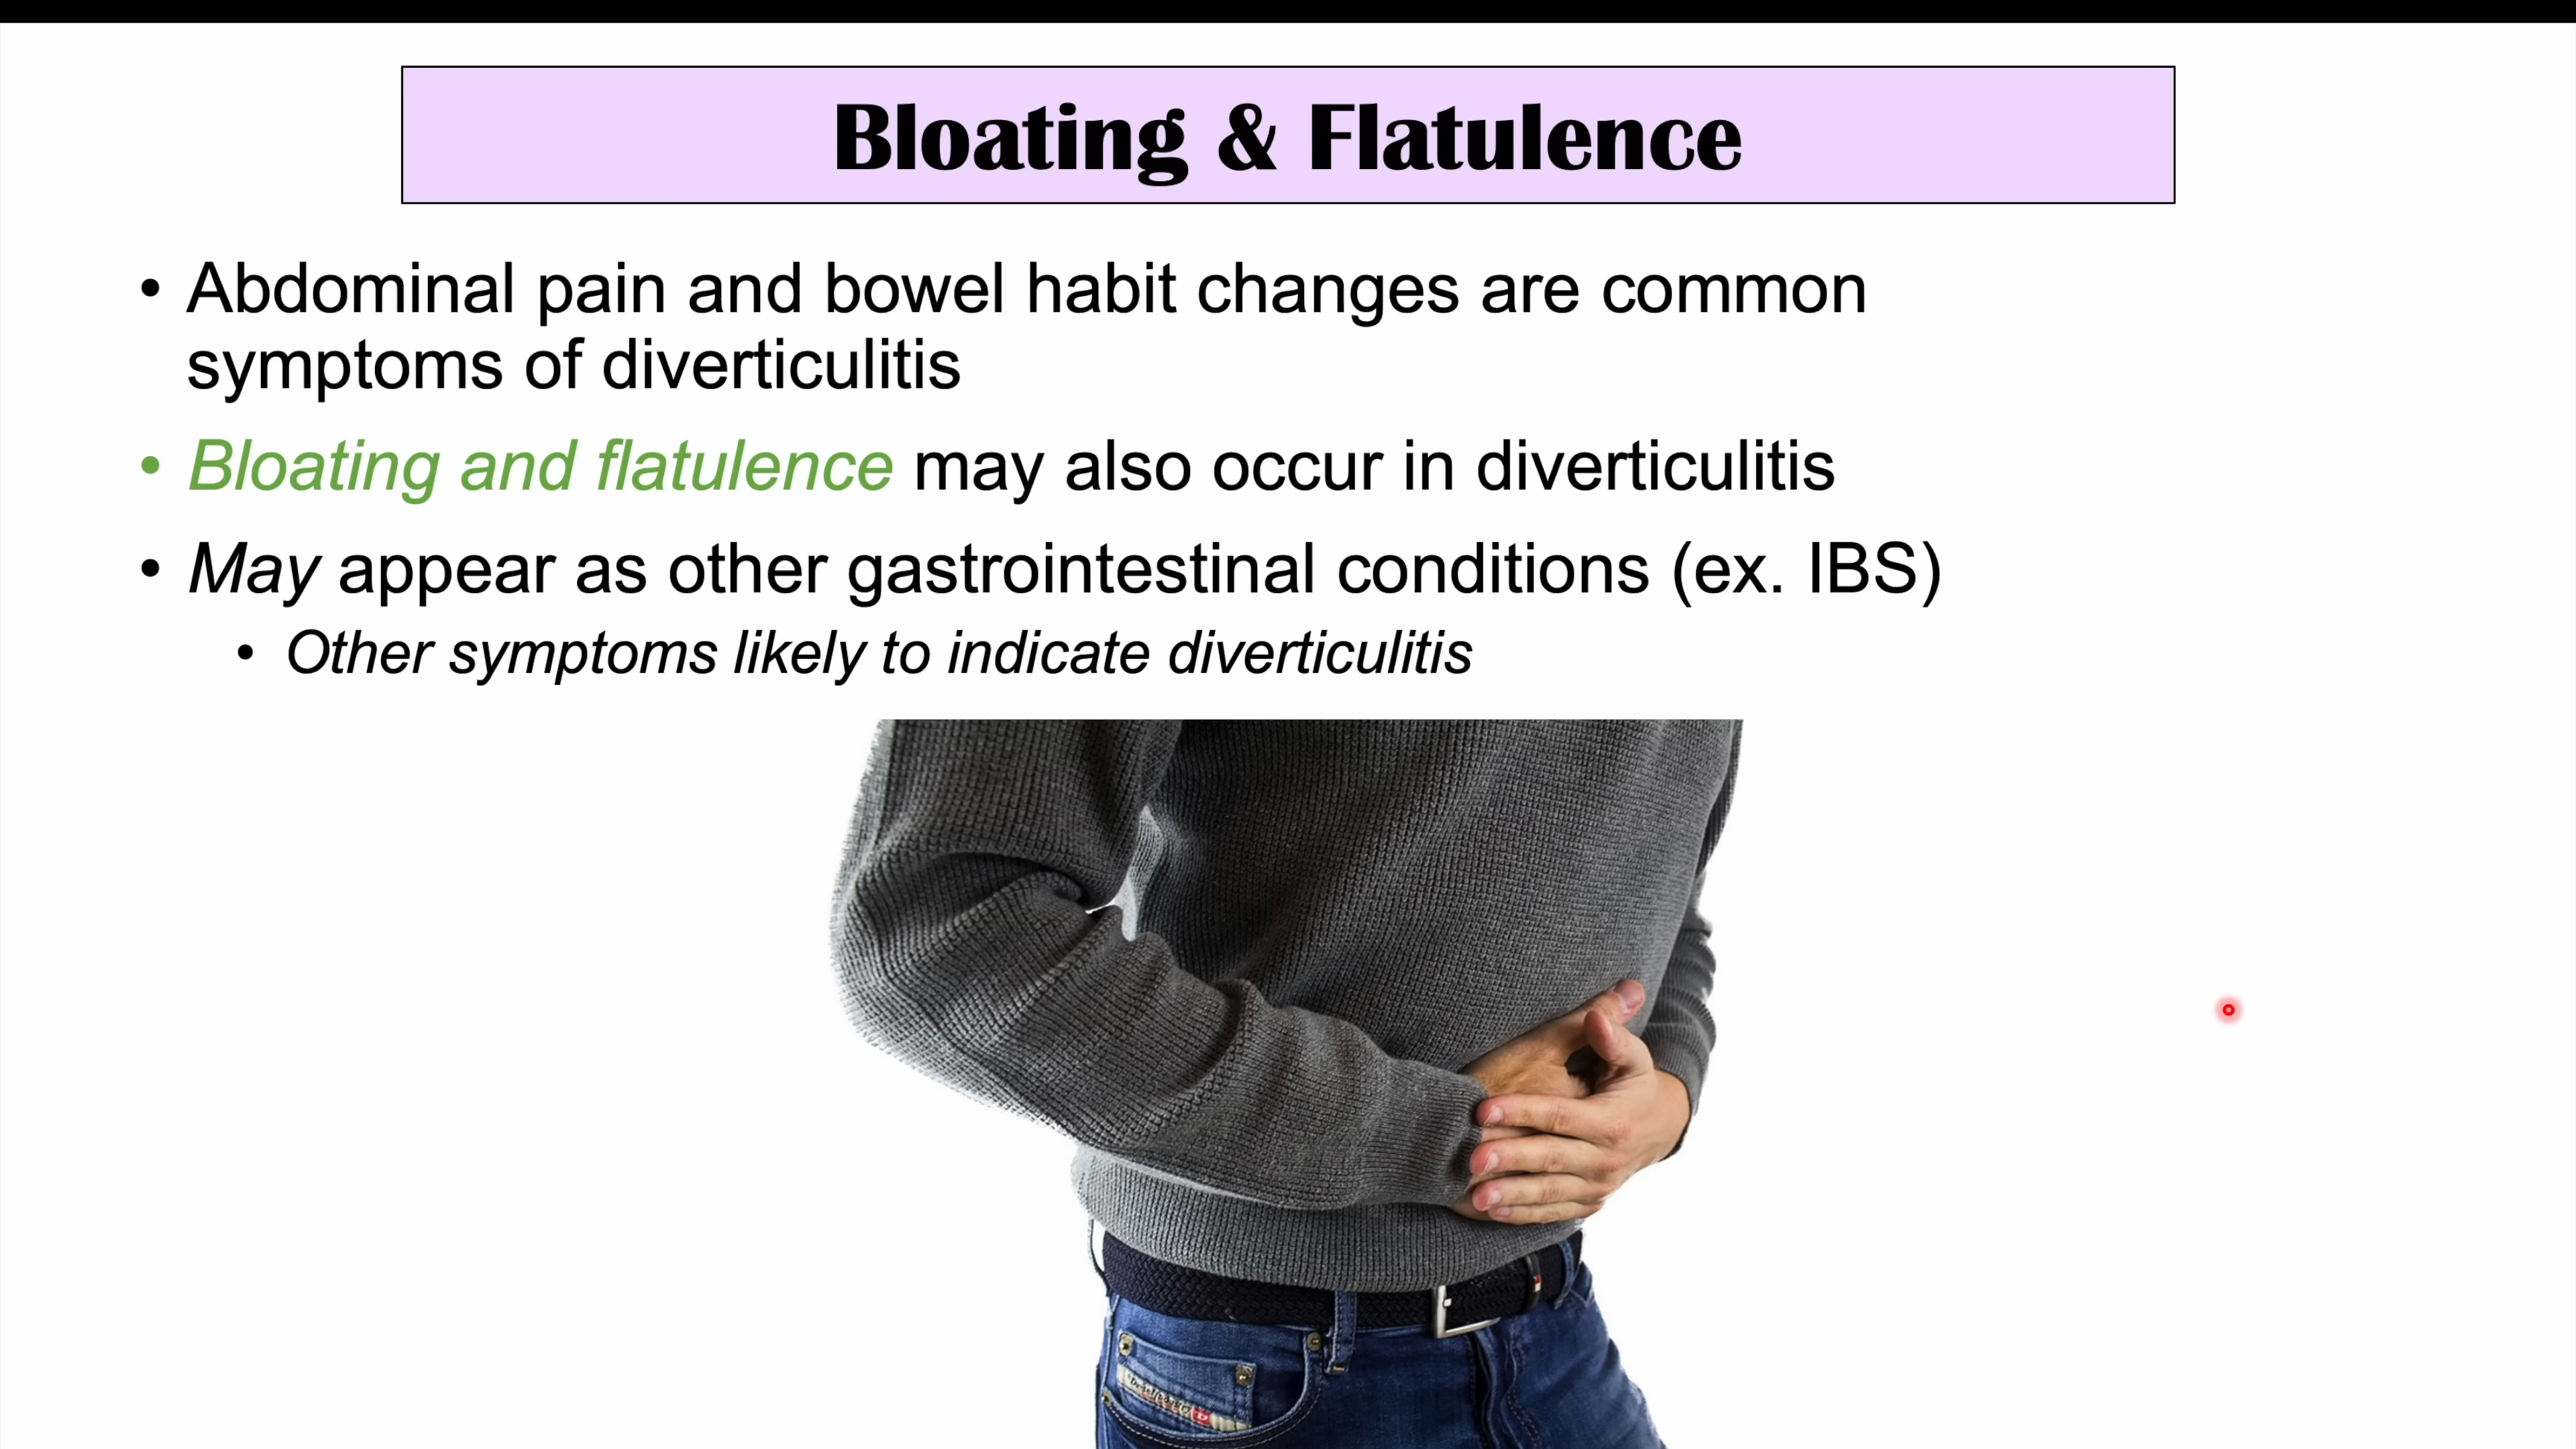 Bloating & Flatulence
• Abdominal pain and bowel habit changes are common
symptoms of diverticulitis
• Bloating and flatulence may also occur in diverticulitis
• May appear as other gastrointestinal conditions (ex. IBS)
• Other symptoms likely to indicate diverticulitis